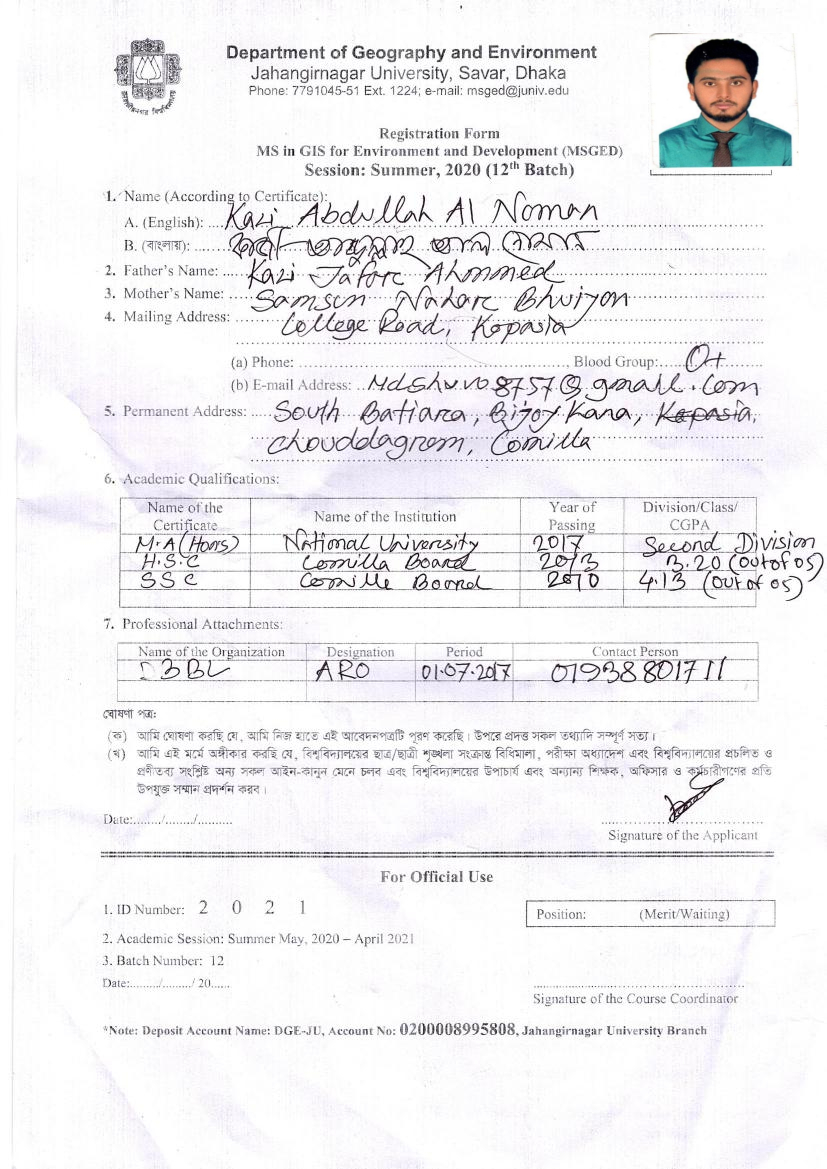 Department of Geography and Environment
Jahangirnagar University, Savar, Dhaka
Phone: 7791045-51 Ext. 1224; e-mail: msged@juniv.edu
Registration Form
MS in GIS for Environment and Development (MSGED)
Session: Summer, 2020 (12th Batch)
1. Name (According to Certificate):
A. (English): Kazi Abdullah Al Noman
B. (বাংলায়): কাজী আব্দুল্লাহ আল নোমান
2. Father's Name: Kazi Jafor Ahmmed
3. Mother's Name: Samsun Nahar Bhuiyan
4. Mailing Address: College Road, Kapasia
(a) Phone: Blood Group: O+
(b) E-mail Address: Mdshuvo8757@gmail.com
5. Permanent Address: South Batiara, Bijoy Kara, Kapasia,
Chouddagram, Comilla
6. Academic Qualifications:
Name of the Certificate Name of the Institution Year of Passing Division/Class/CGPA
M.A (Hons) National University 2017 Second Division
H.S.C Comilla Board 2013 3.20 (out of 05)
SSC Comilla Board 2010 4.13 (out of 05)
7. Professional Attachments:
Name of the Organization Designation Period Contact Person
ARO 01-07-2017 01938801711
ঘোষণা পত্র:
(ক) আমি ঘোষণা করছি যে, আমি নিজ হাতে এই আবেদনপত্রটি পূরণ করেছি। উপরে প্রদত্ত সকল তথ্যাদি সম্পূর্ণ সত্য।
(খ) আমি এই মর্মে অঙ্গীকার করছি যে, বিশ্ববিদ্যালয়ের ছাত্র/ছাত্রী শৃঙ্খলা সংক্রান্ত বিধিমালা, পরীক্ষা অধ্যাদেশ এবং বিশ্ববিদ্যালয়ের প্রচলিত ও
প্রণীতব্য সংশ্লিষ্ট অন্য সকল আইন-কানুন মেনে চলব এবং বিশ্ববিদ্যালয়ের উপাচার্য এবং অন্যান্য শিক্ষক, অফিসার ও কর্মচারীগণের প্রতি
উপযুক্ত সম্মান প্রদর্শন করব।
Date:......../......../..........
Signature of the Applicant
For Official Use
1. ID Number: 2 0 2 1
Position: (Merit/Waiting)
2. Academic Session: Summer May, 2020 – April 2021
3. Batch Number: 12
Date:........./........./ 20......
Signature of the Course Coordinator
*Note: Deposit Account Name: DGE-JU, Account No: 0200008995808, Jahangirnagar University Branch